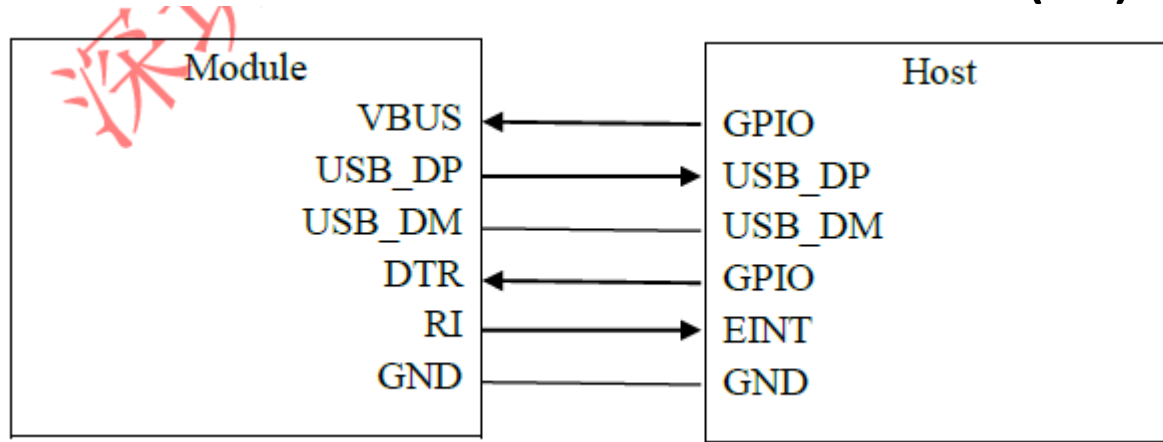 Module
Host
VBUS
GPIO
USB_DP
USB_DP
USB_DM
USB_DM
DTR
GPIO
RI
EINT
GND
GND